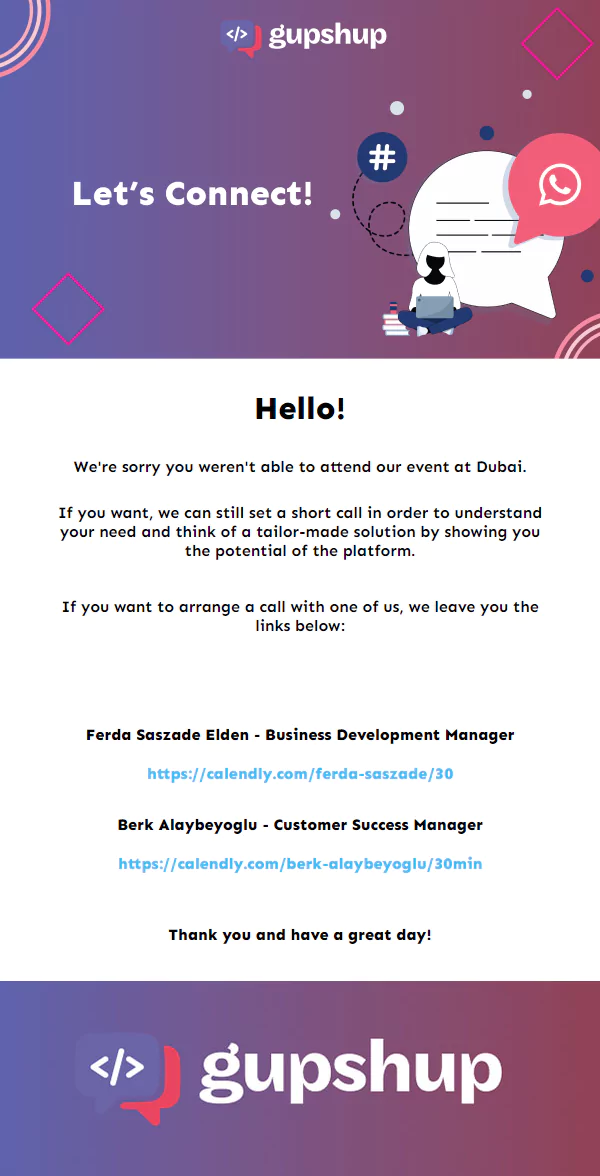 </> gupshup
#
Let's Connect!
Hello!
We're sorry you weren't able to attend our event at Dubai.
If you want, we can still set a short call in order to understand
your need and think of a tailor-made solution by showing you
the potential of the platform.
If you want to arrange a call with one of us, we leave you the
links below:
Ferda Saszade Elden - Business Development Manager
https://calendly.com/ferda-saszade/30
Berk Alaybeyoglu - Customer Success Manager
https://calendly.com/berk-alaybeyoglu/30min
Thank you and have a great day!
</> gupshup